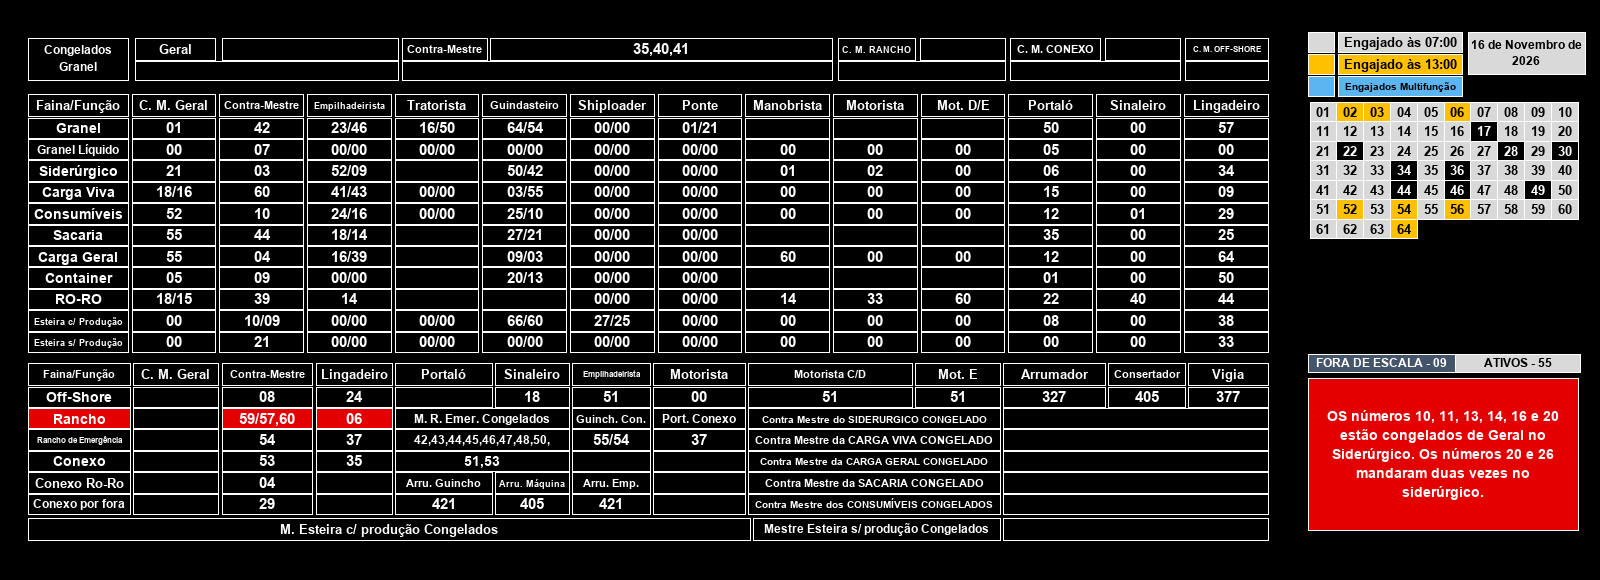 Congelados Granel Geral Contra-Mestre 35,40,41 C. M. RANCHO C. M. CONEXO C. M. OFF-SHORE
Faina/Função C. M. Geral Contra-Mestre Empilhadeirista Tratorista Guindasteiro Shiploader Ponte Manobrista Motorista Mot. D/E Portaló Sinaleiro Lingadeiro
Granel 01 42 23/46 16/50 64/54 00/00 01/21 50 00 57
Granel Líquido 00 07 00/00 00/00 00/00 00/00 00/00 00 00 00 05 00 00
Siderúrgico 21 03 52/09 50/42 00/00 00/00 01 02 00 06 00 34
Carga Viva 18/16 60 41/43 00/00 03/55 00/00 00/00 00 00 00 15 00 09
Consumíveis 52 10 24/16 00/00 25/10 00/00 00/00 00 00 00 12 01 29
Sacaria 55 44 18/14 27/21 00/00 00/00 35 00 25
Carga Geral 55 04 16/39 09/03 00/00 00/00 60 00 00 12 00 64
Container 05 09 00/00 20/13 00/00 00/00 01 00 50
RO-RO 18/15 39 14 00/00 00/00 14 33 60 22 40 44
Esteira c/ Produção 00 10/09 00/00 00/00 66/60 27/25 00/00 00 00 00 08 00 38
Esteira s/ Produção 00 21 00/00 00/00 00/00 00/00 00/00 00 00 00 00 00 33
Faina/Função C. M. Geral Contra-Mestre Lingadeiro Portaló Sinaleiro Empilhadeirista Motorista Motorista C/D Mot. E Arrumador Consertador Vigia
Off-Shore 08 24 18 51 00 51 51 327 405 377
Rancho 59/57,60 06 M. R. Emer. Congelados Guinch. Con. Port. Conexo Contra Mestre do SIDERURGICO CONGELADO
Rancho de Emergência 54 37 42,43,44,45,46,47,48,50, 55/54 37 Contra Mestre da CARGA VIVA CONGELADO
Conexo 53 35 51,53 Contra Mestre da CARGA GERAL CONGELADO
Conexo Ro-Ro 04 Arru. Guincho Arru. Máquina Arru. Emp. Contra Mestre da SACARIA CONGELADO
Conexo por fora 29 421 405 421 Contra Mestre dos CONSUMÍVEIS CONGELADOS
M. Esteira c/ produção Congelados Mestre Esteira s/ produção Congelados
Engajado às 07:00
Engajado às 13:00
Engajados Multifunção
16 de Novembro de
2026
01 02 03 04 05 06 07 08 09 10
11 12 13 14 15 16 17 18 19 20
21 22 23 24 25 26 27 28 29 30
31 32 33 34 35 36 37 38 39 40
41 42 43 44 45 46 47 48 49 50
51 52 53 54 55 56 57 58 59 60
61 62 63 64
FORA DE ESCALA - 09 ATIVOS - 55
OS números 10, 11, 13, 14, 16 e 20
estão congelados de Geral no
Siderúrgico. Os números 20 e 26
mandaram duas vezes no
siderúrgico.